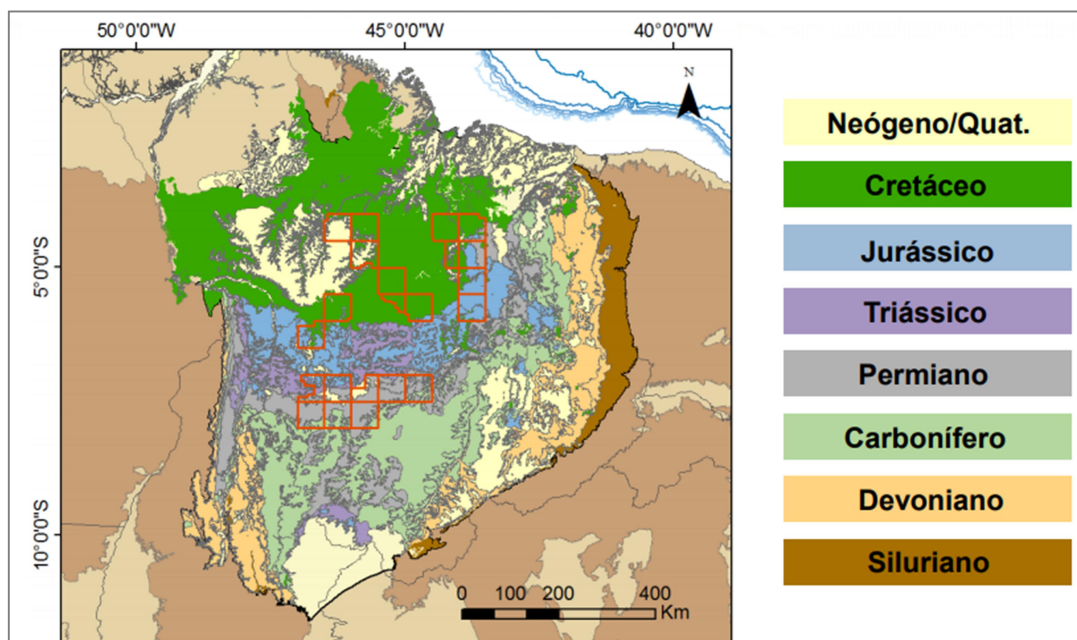 50°0'0"W 45°0'0"W 40°0'0"W
N
5°0'0"S
10°0'0"S
0 100 200 400
Km
Neógeno/Quat.
Cretáceo
Jurássico
Triássico
Permiano
Carbonífero
Devoniano
Siluriano